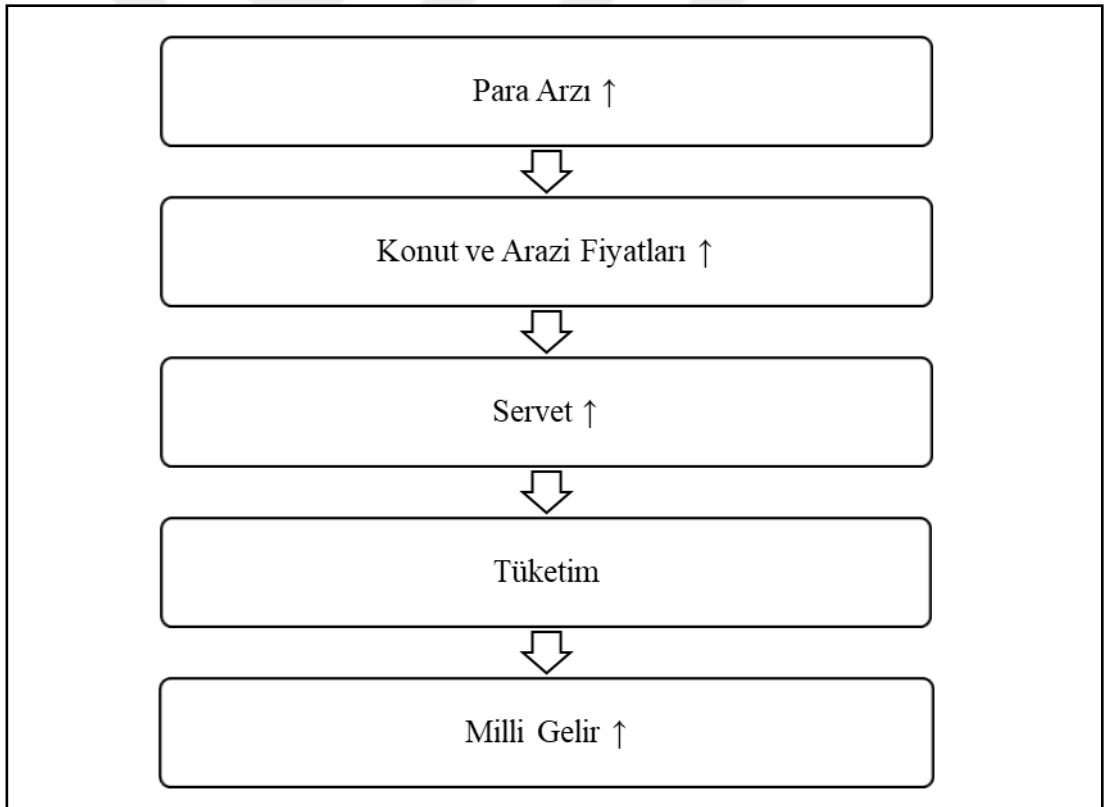 Para Arzı ↑
Konut ve Arazi Fiyatları ↑
Servet ↑
Tüketim
Milli Gelir ↑